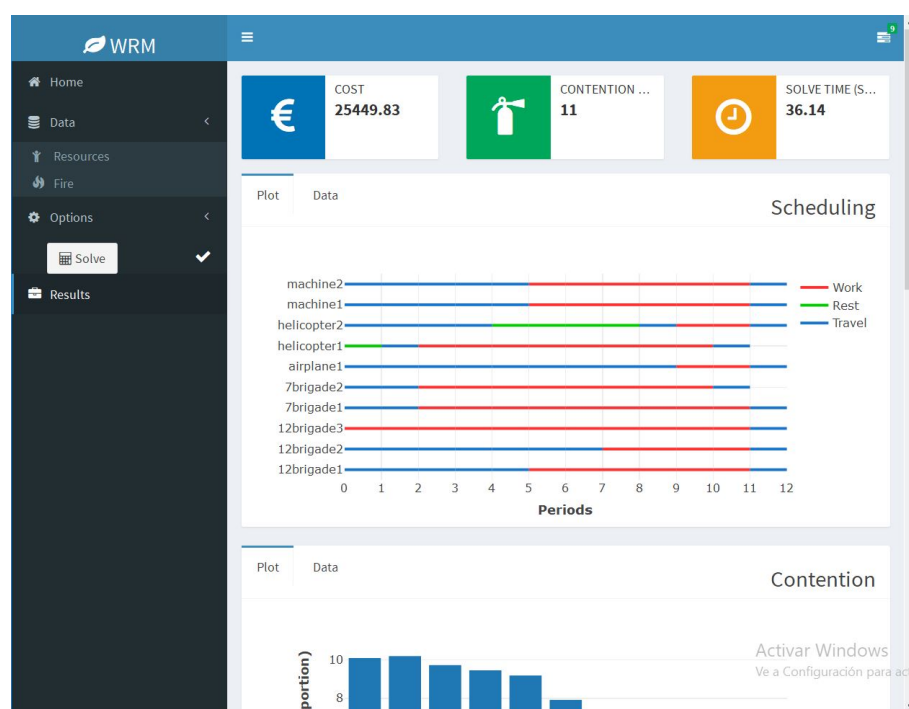 WRM
9
Home
Data
Resources
Fire
Options
Solve
Results
COST
25449.83
CONTENTION ...
11
SOLVE TIME (S...
36.14
Plot
Data
Scheduling
machine2
machine1
helicopter2
helicopter1
airplane1
7brigade2
7brigade1
12brigade3
12brigade2
12brigade1
0 1 2 3 4 5 6 7 8 9 10 11 12
Periods
Work
Rest
Travel
Plot
Data
Contention
portion)
10
8
Activar Windows
Ve a Configuración para ac